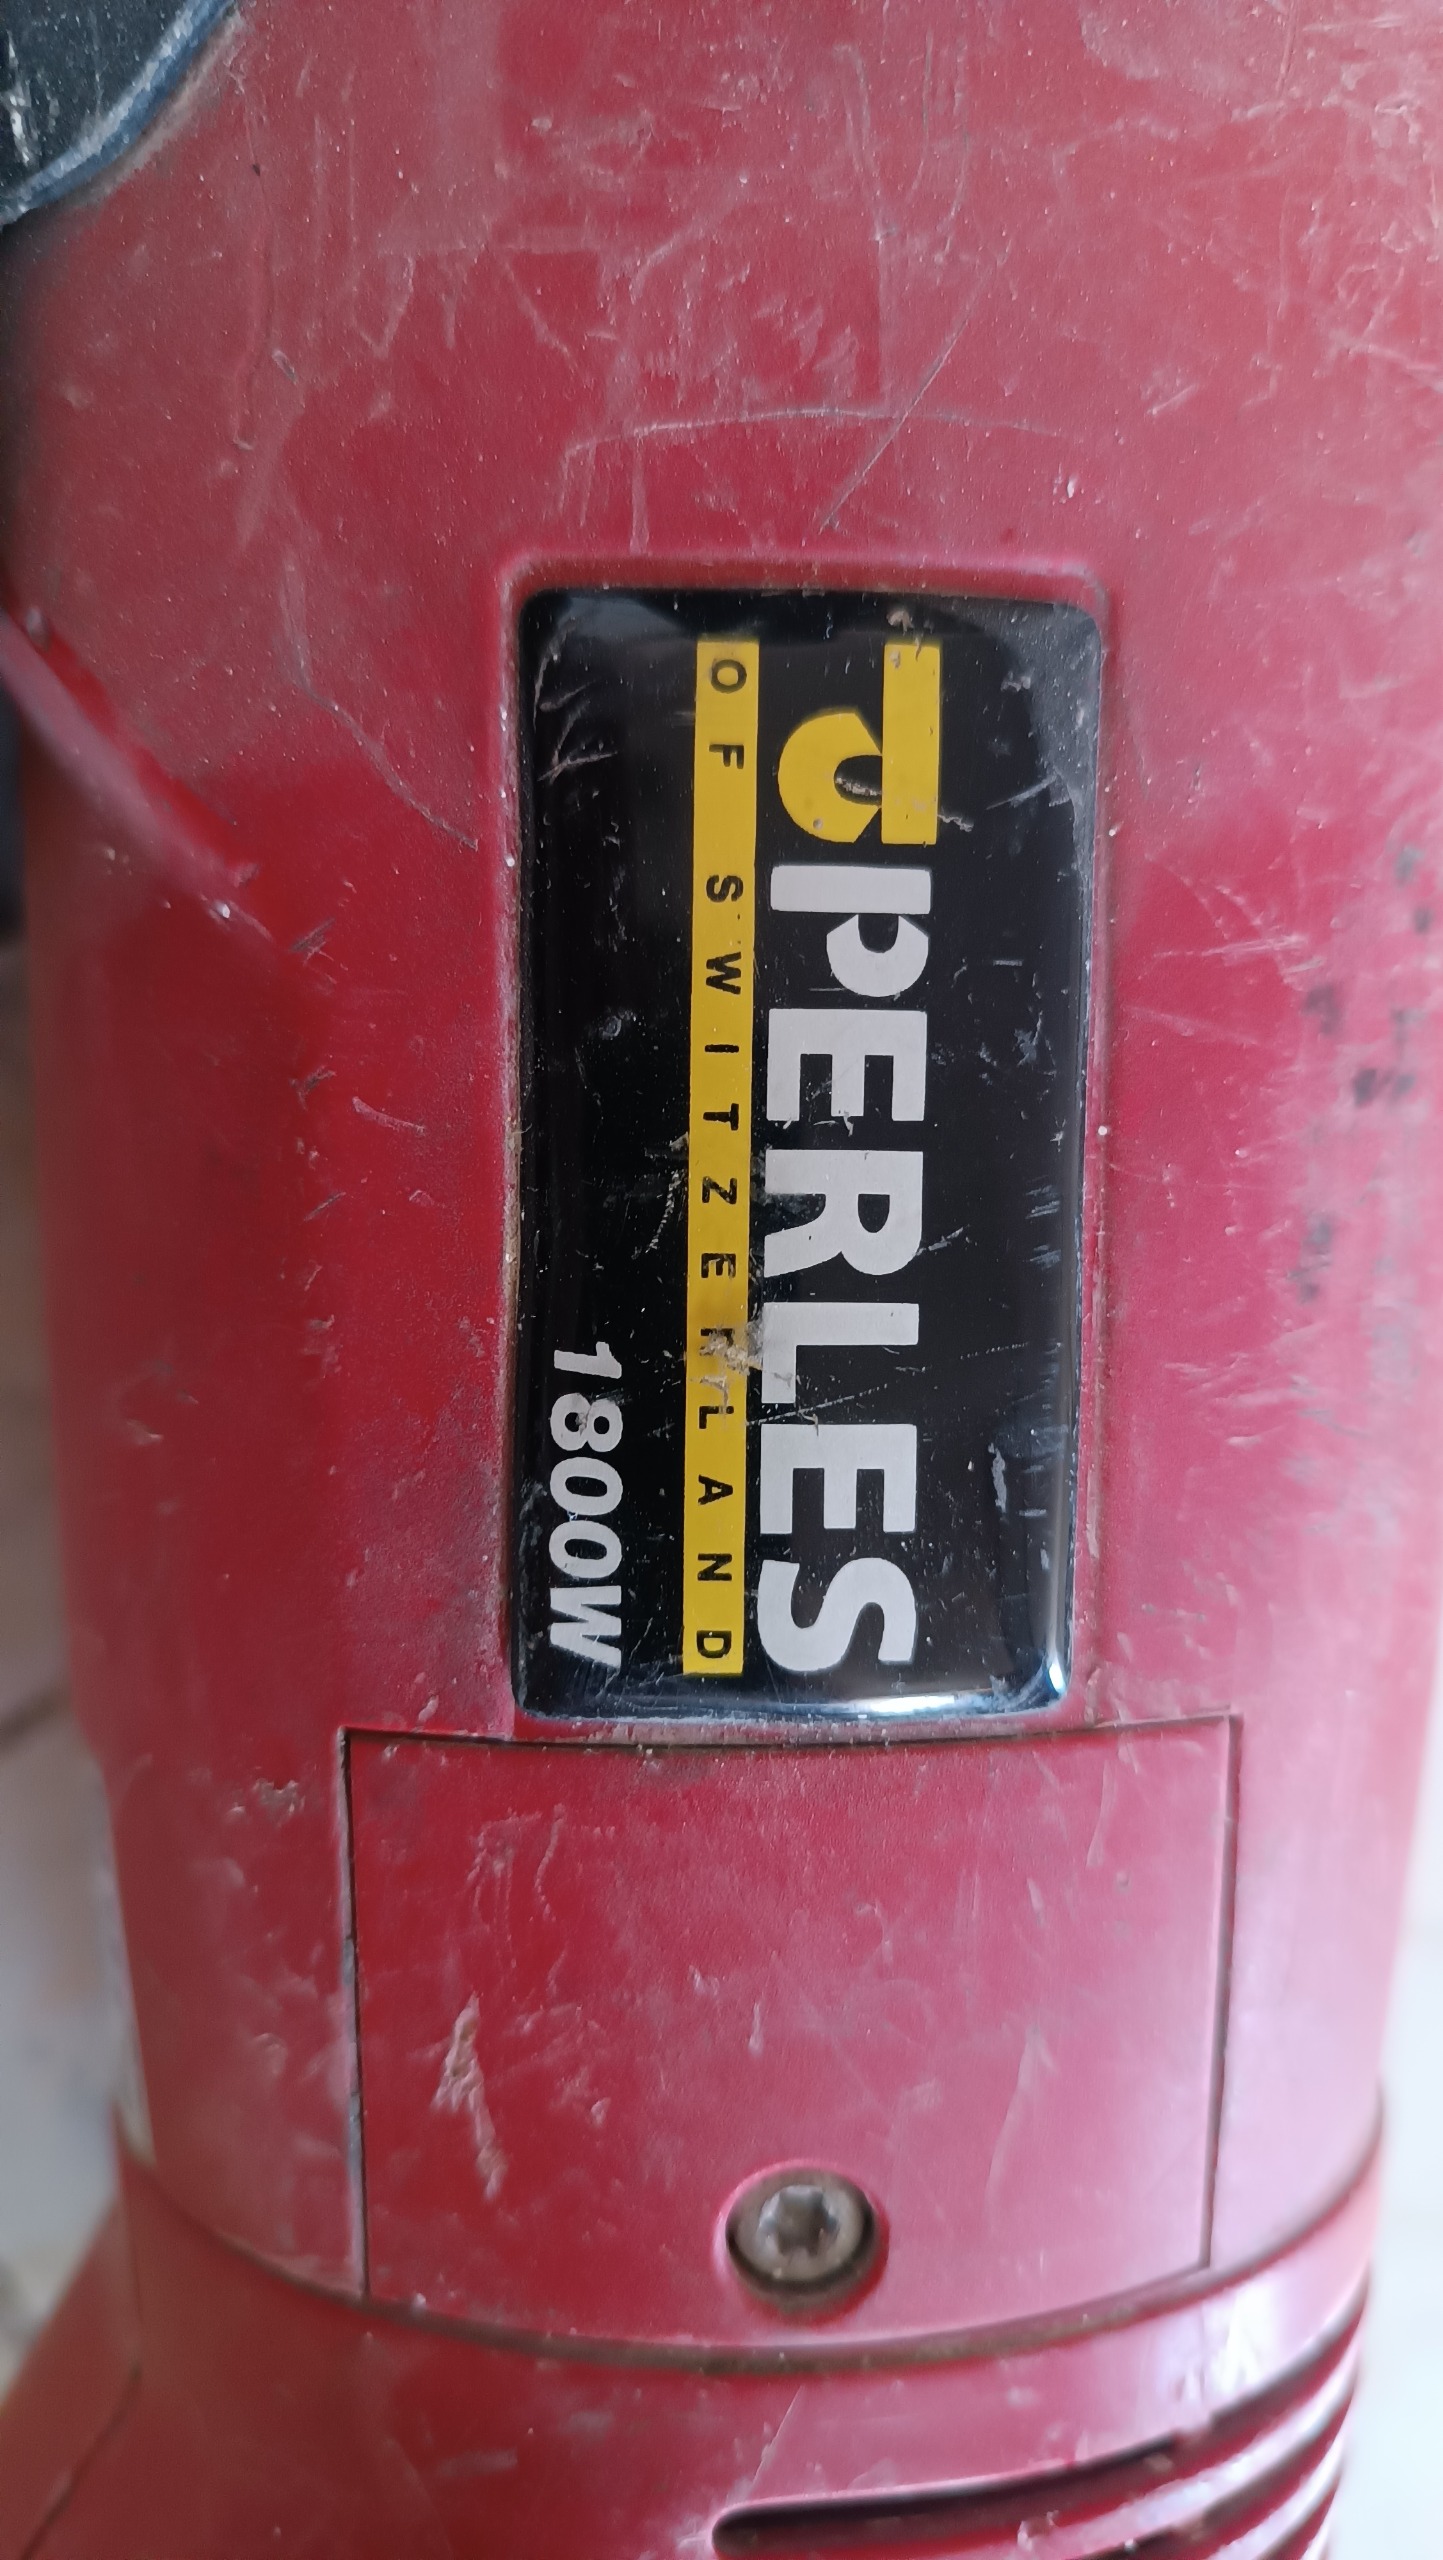 PERLES
OF SWITZERLAND
1800W